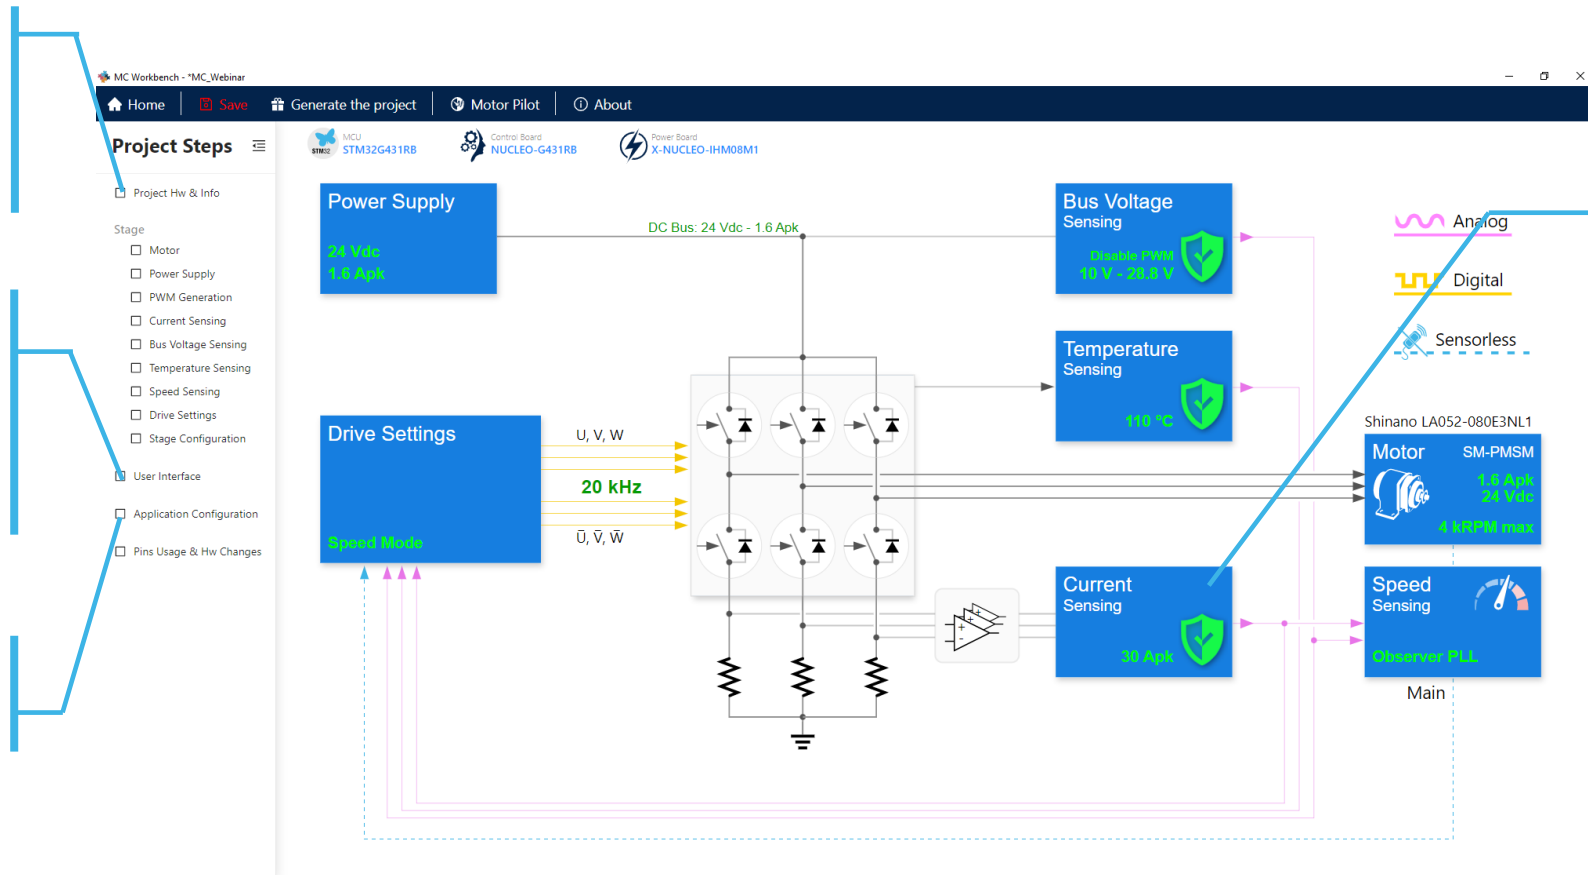 MC Workbench - *MC_Webinar
Home
Save
Generate the project
Motor Pilot
About
Project Steps
STM32
MCU
STM32G431RB
Control Board
NUCLEO-G431RB
Power Board
X-NUCLEO-IHM08M1
Project Hw & Info
Stage
Motor
Power Supply
PWM Generation
Current Sensing
Bus Voltage Sensing
Temperature Sensing
Speed Sensing
Drive Settings
Stage Configuration
User Interface
Application Configuration
Pins Usage & Hw Changes
Power Supply
24 Vdc
1.6 Apk
DC Bus: 24 Vdc - 1.6 Apk
Bus Voltage
Sensing
Disable PWM
10 V - 28.8 V
Analog
Digital
Sensorless
Temperature
Sensing
110 °C
Drive Settings
Speed Mode
U, V, W
20 kHz
U̅, V̅, W̅
Shinano LA052-080E3NL1
Motor
SM-PMSM
1.6 Apk
24 Vdc
4 kRPM max
Current
Sensing
30 Apk
Speed
Sensing
Observer PLL
Main